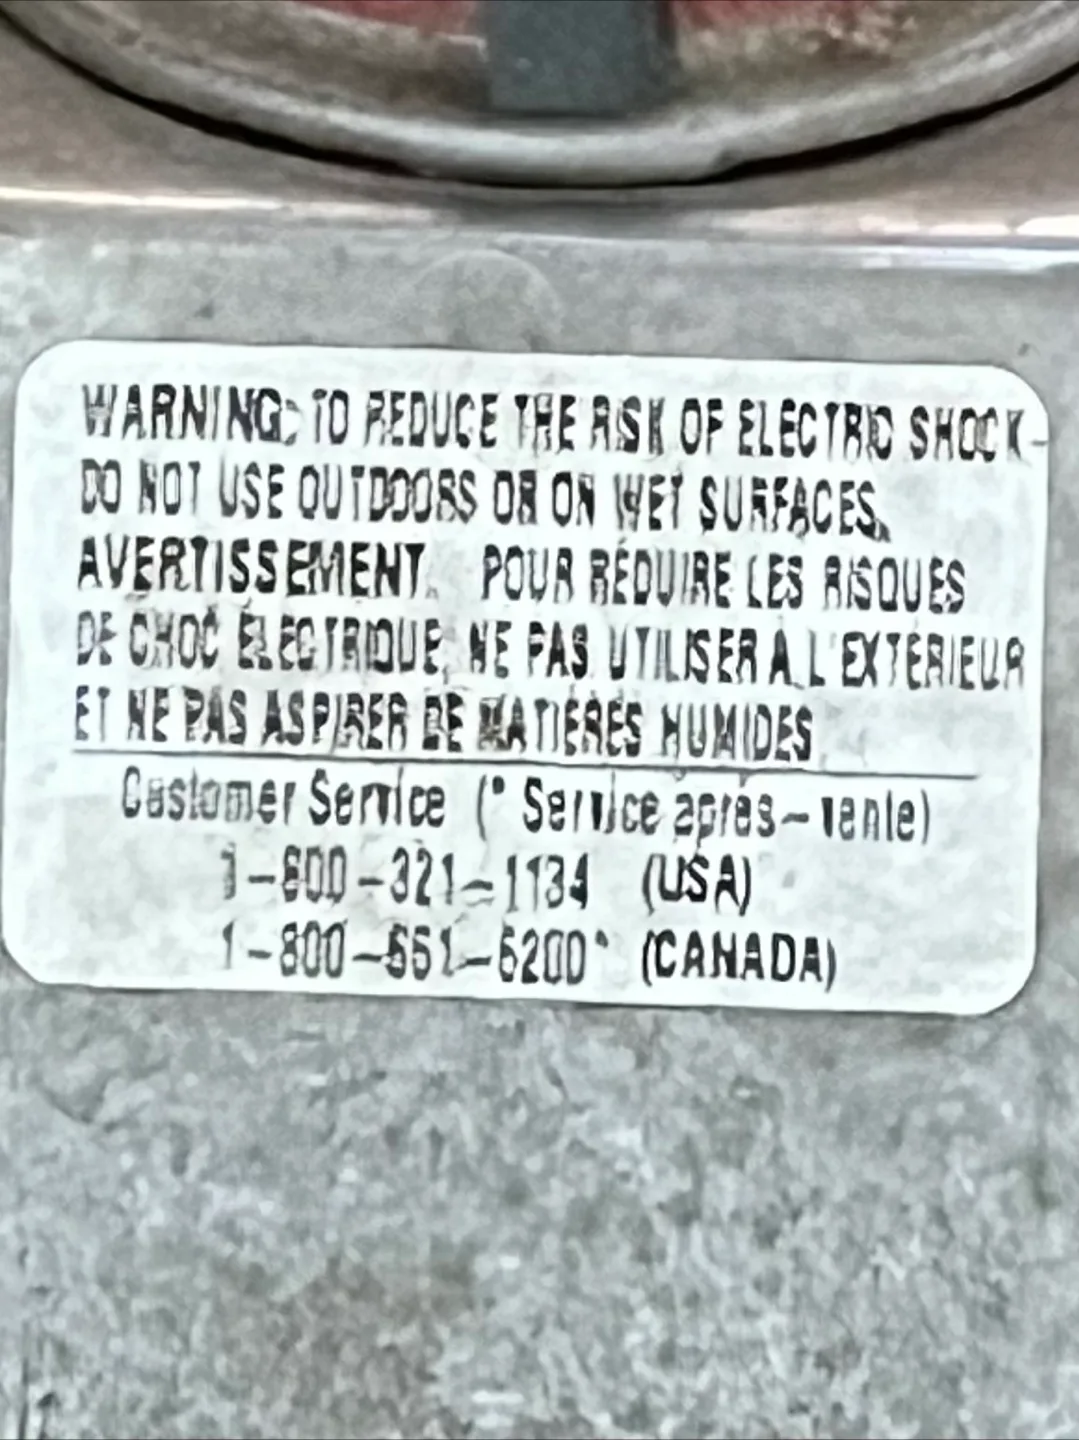 WARNING: TO REDUCE THE RISK OF ELECTRIC SHOCK-
DO NOT USE OUTDOORS OR ON WET SURFACES.
AVERTISSEMENT. POUR RÉDUIRE LES RISQUES
DE CHOC ÉLECTRIQUE, NE PAS UTILISER A L'EXTÉRIEUR
ET NE PAS ASPIRER DE MATIÈRES HUMIDES
Customer Service (* Service après-vente)
1-800-321-1134 (USA)
1-800-661-6200* (CANADA)